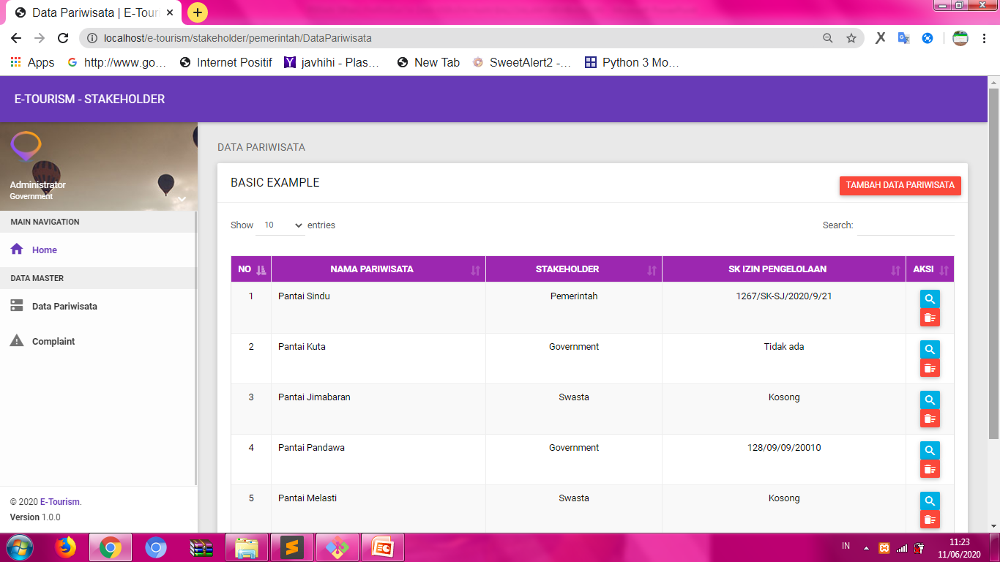 Data Pariwisata | E-Tour
localhost/e-tourism/stakeholder/pemerintah/DataPariwisata
Apps http://www.go... Internet Positif javhihi - Plas... New Tab SweetAlert2 -... Python 3 Mo...
E-TOURISM - STAKEHOLDER
Administrator
Government
MAIN NAVIGATION
Home
DATA MASTER
Data Pariwisata
Complaint
© 2020 E-Tourism.
Version 1.0.0
DATA PARIWISATA
BASIC EXAMPLE
TAMBAH DATA PARIWISATA
Show 10 entries Search:
NO NAMA PARIWISATA STAKEHOLDER SK IZIN PENGELOLAAN AKSI
1 Pantai Sindu Pemerintah 1267/SK-SJ/2020/9/21
2 Pantai Kuta Government Tidak ada
3 Pantai Jimabaran Swasta Kosong
4 Pantai Pandawa Government 128/09/09/20010
5 Pantai Melasti Swasta Kosong
IN
11:23
11/06/2020